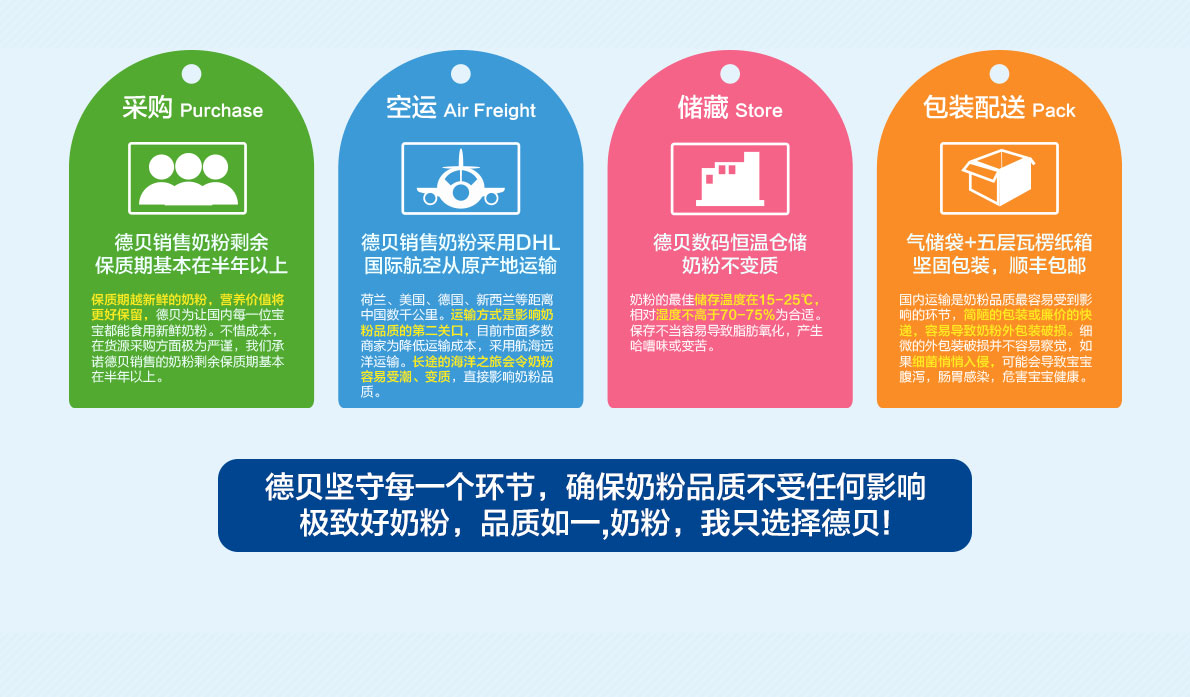 采购 Purchase
德贝销售奶粉剩余
保质期基本在半年以上
保质期越新鲜的奶粉，营养价值将
更好保留，德贝为让国内每一位宝
宝都能食用新鲜奶粉。不惜成本，
在货源采购方面极为严谨，我们承
诺德贝销售的奶粉剩余保质期基本
在半年以上。
空运 Air Freight
德贝销售奶粉采用DHL
国际航空从原产地运输
荷兰、美国、德国、新西兰等距离
中国数千公里。运输方式是影响奶
粉品质的第二关口，目前市面多数
商家为降低运输成本，采用航海远
洋运输。长途的海洋之旅会令奶粉
容易受潮、变质，直接影响奶粉品
质。
储藏 Store
德贝数码恒温仓储
奶粉不变质
奶粉的最佳储存温度在15-25℃，
相对湿度不高于70-75%为合适。
保存不当容易导致脂肪氧化，产生
哈嘈味或变苦。
包装配送 Pack
气储袋+五层瓦楞纸箱
坚固包装，顺丰包邮
国内运输是奶粉品质最容易受到影
响的环节，简陋的包装或廉价的快
递，容易导致奶粉外包装破损。细
微的外包装破损并不容易察觉，如
果细菌悄悄入侵，可能会导致宝宝
腹泻，肠胃感染，危害宝宝健康。
德贝坚守每一个环节，确保奶粉品质不受任何影响
极致好奶粉，品质如一,奶粉，我只选择德贝!